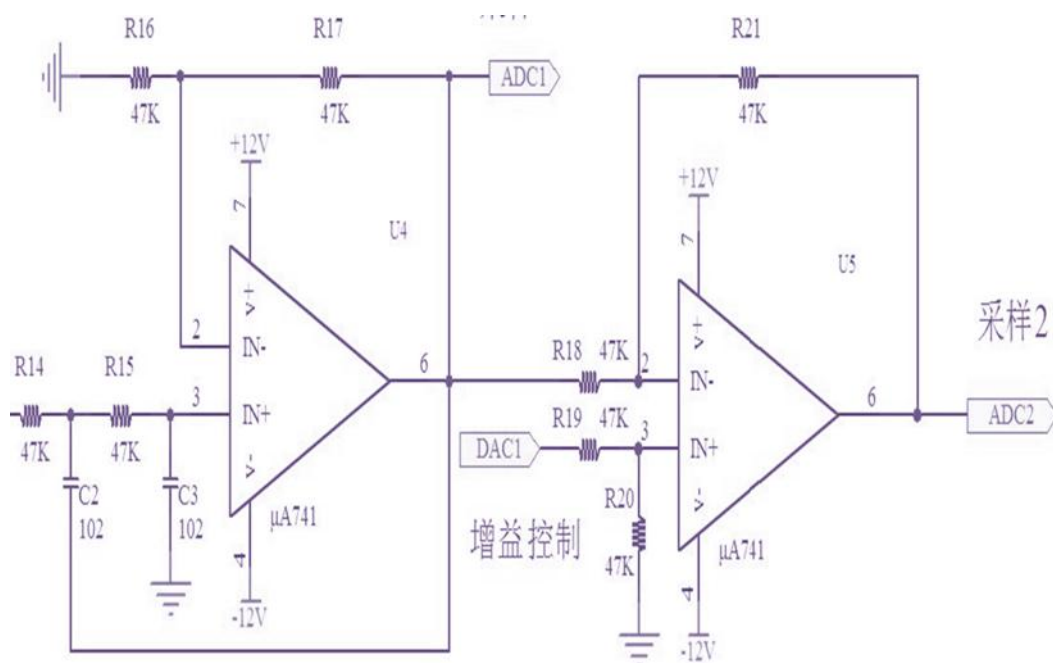 R16
R17
R21
ADC1
47K
47K
47K
+12V
+12V
7
7
U4
U5
V+
V+
采样2
2
IN-
R14
R15
6
R18
47K
2
IN-
3
IN+
6
ADC2
47K
47K
DAC1
R19
47K
3
IN+
V-
R20
V-
C2
C3
102
102
μA741
增益控制
47K
μA741
4
4
-12V
-12V